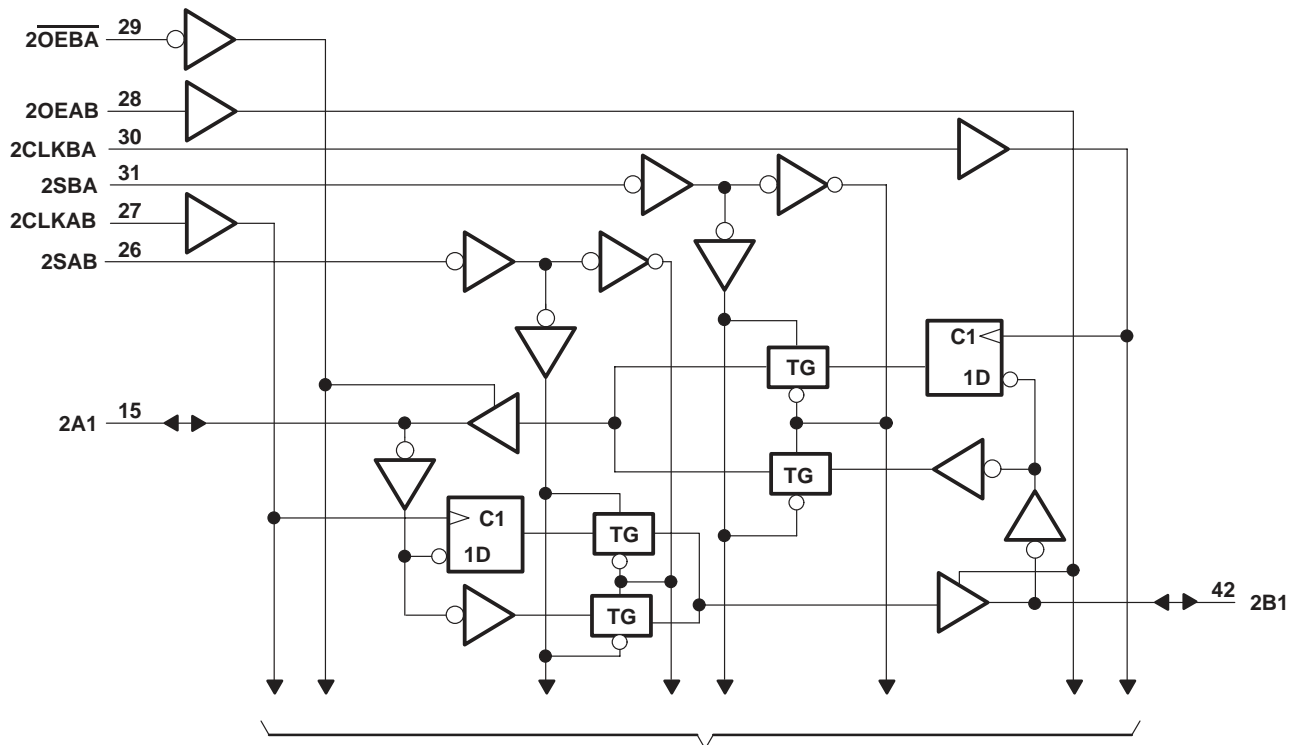 2O̅E̅B̅A̅ 29
2OEAB 28
2CLKBA 30
2SBA 31
2CLKAB 27
2SAB 26
C1
1D
TG
2A1 15
TG
C1
1D
TG
TG
42 2B1